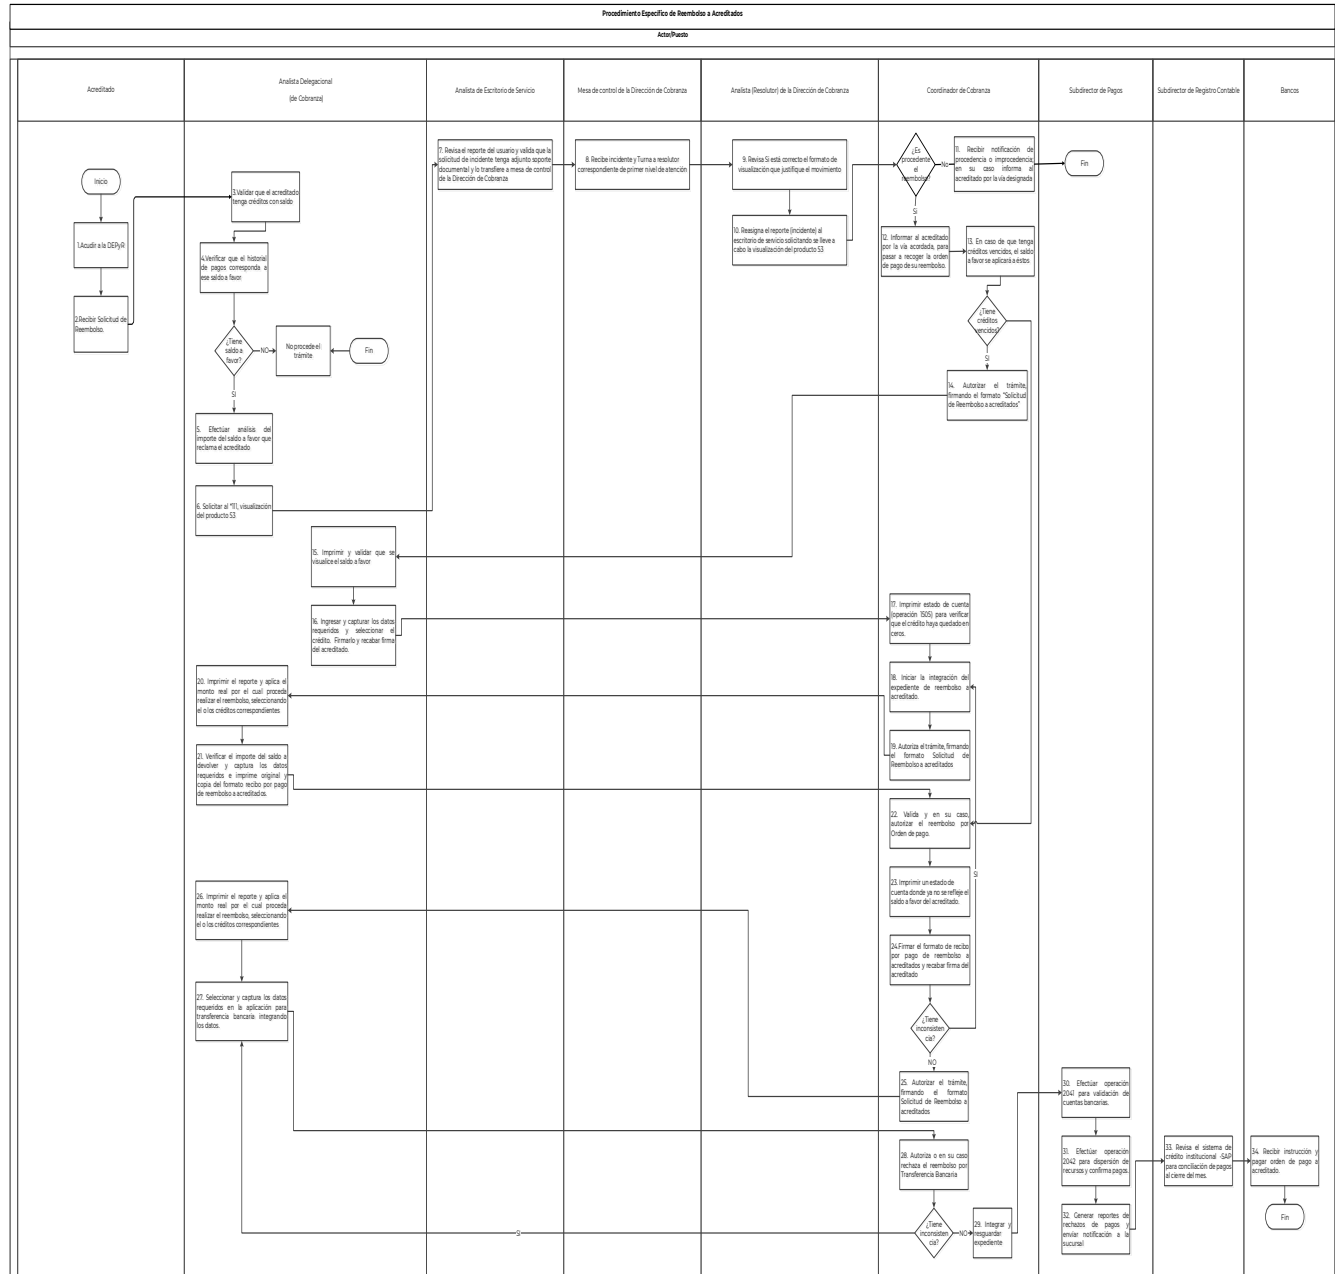 Procedimiento Específico de Reembolso a Acreditados
Actor/Puesto
Acreditado
Analista Delegacional
(de Cobranza)
Analista de Escritorio de Servicio
Mesa de control de la Dirección de Cobranza
Analista (Resolutor) de la Dirección de Cobranza
Coordinador de Cobranza
Subdirector de Pagos
Subdirector de Registro Contable
Bancos
Inicio
1.Acudir a la DEPyR
2.Recibir Solicitud de
Reembolso.
3.Validar que el acreditado
tenga créditos con saldo
4.Verificar que el historial
de pagos corresponda a
ese saldo a favor
¿Tiene
saldo a
favor?
NO
No procede el
trámite
Fin
SI
5. Efectúar análisis del
importe del saldo a favor que
reclama el acreditado
6. Solicitar al *111, visualización
del producto S3
7. Revisa el reporte del usuario y valida que la
solicitud de incidente tenga adjunto soporte
documental y lo transfiere a mesa de control
de la Dirección de Cobranza
8. Recibe incidente y Turna a resolutor
correspondiente de primer nivel de atención
9. Revisa Si está correcto el formato de
visualización que justifique el movimiento
10. Reasigna el reporte (incidente) al
escritorio de servicio solicitando se lleve a
cabo la visualización del producto S3
¿Es
procedente
el
reembolso?
No
11. Recibir notificación de
procedencia o improcedencia;
en su caso informa al
acreditado por la vía designada
Fin
Si
12. Informar al acreditado
por la vía acordada, para
pasar a recoger la orden
de pago de su reembolso.
13. En caso de que tenga
créditos vencidos, el saldo
a favor se aplicará a éstos
¿Tiene
créditos
vencidos?
SI
14. Autorizar el trámite,
firmando el formato "Solicitud
de Reembolso a acreditados"
15. Imprimir y validar que se
visualice el saldo a favor
16. Ingresar y capturar los datos
requeridos y seleccionar el
crédito. Firmarlo y recabar firma
del acreditado.
17. Imprimir estado de cuenta
(operación 1505) para verificar
que el crédito haya quedado en
ceros.
18. Iniciar la integración del
expediente de reembolso a
acreditado.
19. Autoriza el trámite, firmando
el formato Solicitud de
Reembolso a acreditados
20. Imprimir el reporte y aplica el
monto real por el cual proceda
realizar el reembolso, seleccionando
el o los créditos correspondientes
21. Verificar el importe del saldo a
devolver y captura los datos
requeridos e imprime original y
copia del formato recibo por pago
de reembolso a acreditados.
22. Valida y en su caso,
autorizar el reembolso por
Orden de pago.
23. Imprimir un estado de
cuenta donde ya no se refleje el
saldo a favor del acreditado.
24.Firmar el formato de recibo
por pago de reembolso a
acreditados y recabar firma del
acreditado
¿Tiene
inconsisten
cia?
SI
NO
25. Autorizar el trámite,
firmando el formato
Solicitud de Reembolso a
acreditados
26. Imprimir el reporte y aplica el
monto real por el cual proceda
realizar el reembolso, seleccionando
el o los créditos correspondientes
27. Seleccionar y captura los datos
requeridos en la aplicación para
transferencia bancaria integrando
los datos.
28. Autoriza o en su caso
rechaza el reembolso por
Transferencia Bancaria
¿Tiene
inconsisten
cia?
SI
NO
29. Integrar y
resguardar
expediente
30. Efectúar operación
2041 para validación de
cuentas bancarias.
31. Efectúar operación
2042 para dispersión de
recursos y confirma pagos.
32. Generar reportes de
rechazos de pagos y
enviar notificación a la
sucursal
33. Revisa el sistema de
crédito institucional -SAP
para conciliación de pagos
al cierre del mes.
34. Recibir instrucción y
pagar orden de pago a
acreditado.
Fin